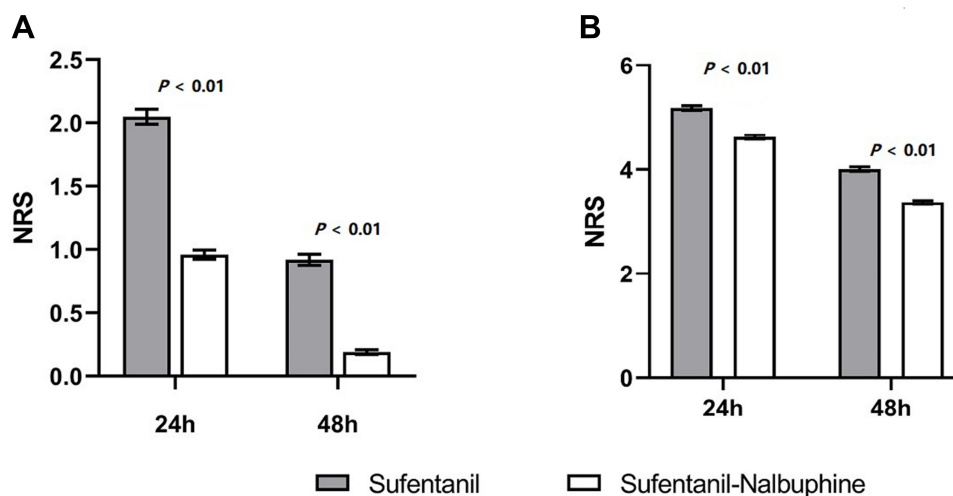 A
NRS
2.5
2.0
1.5
1.0
0.5
0.0
P < 0.01
P < 0.01
24h
48h
B
NRS
6
4
2
0
P < 0.01
P < 0.01
24h
48h
Sufentanil
Sufentanil-Nalbuphine